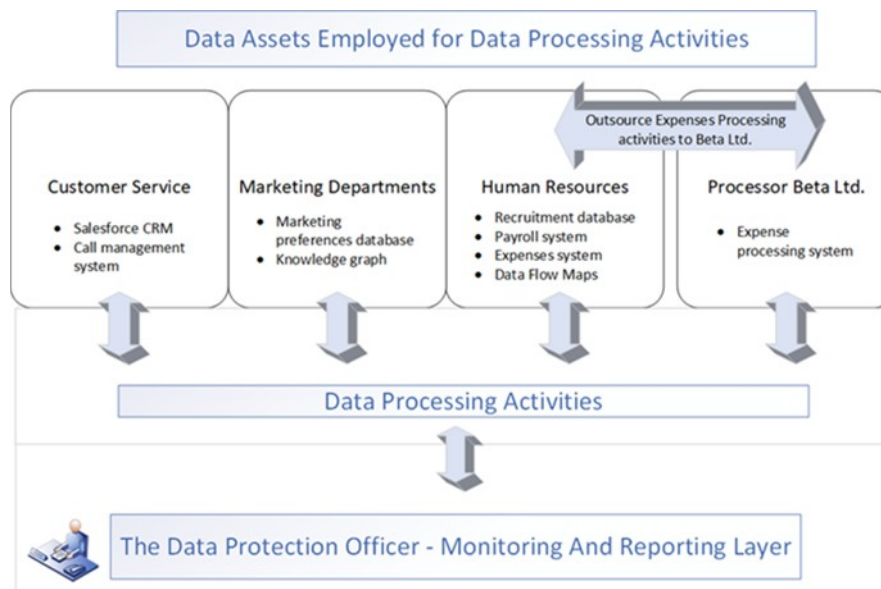 Data Assets Employed for Data Processing Activities
Outsource Expenses Processing
activities to Beta Ltd.
Customer Service
• Salesforce CRM
• Call management
system
Marketing Departments
• Marketing
preferences database
• Knowledge graph
Human Resources
• Recruitment database
• Payroll system
• Expenses system
• Data Flow Maps
Processor Beta Ltd.
• Expense
processing system
Data Processing Activities
The Data Protection Officer - Monitoring And Reporting Layer